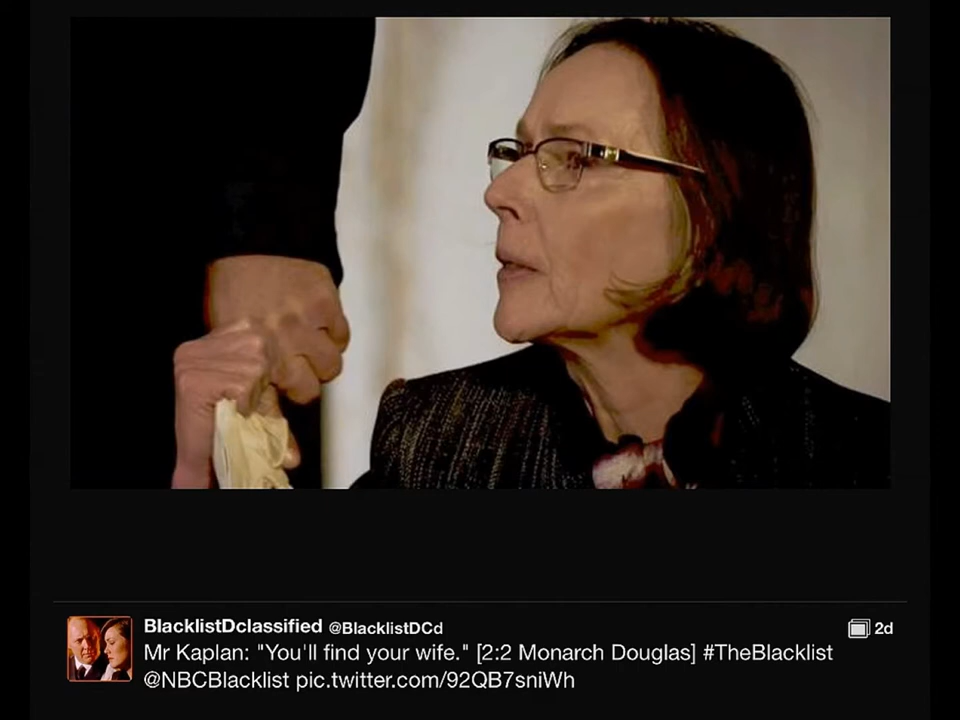 BlacklistDclassified @BlacklistDCd 2d
Mr Kaplan: "You'll find your wife." [2:2 Monarch Douglas] #TheBlacklist
@NBCBlacklist pic.twitter.com/92QB7sniWh